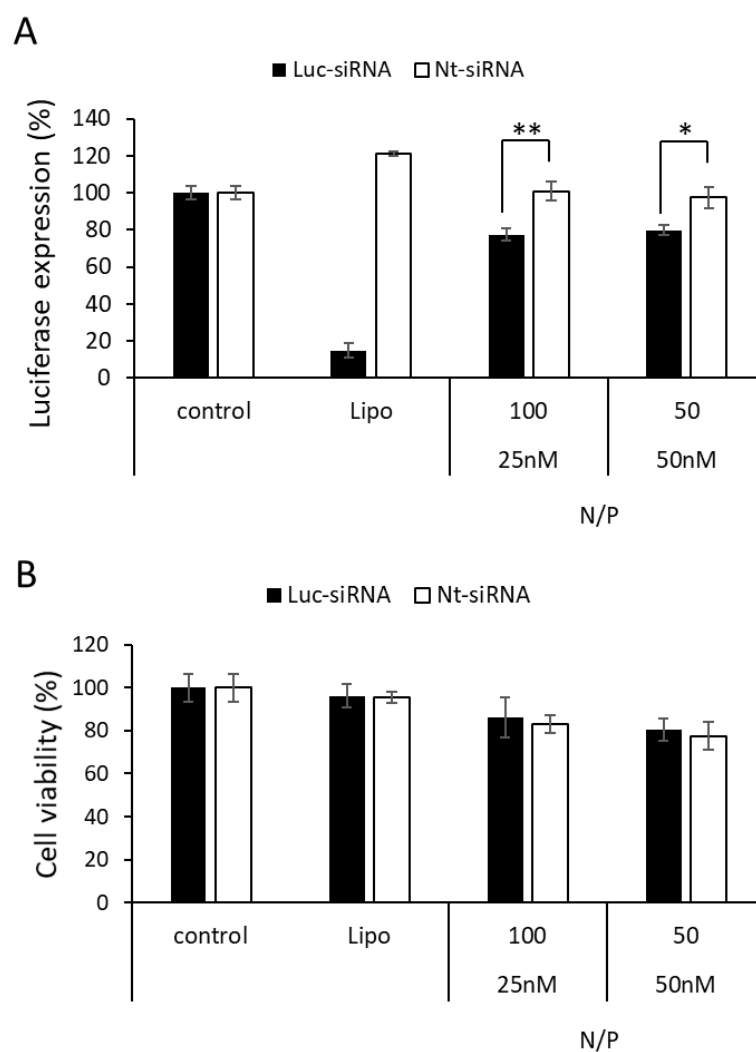 A
Luc-siRNA Nt-siRNA
Luciferase expression (%)
140
120
100
80
60
40
20
0
** *
control Lipo 100 50
25nM 50nM
N/P
B
Luc-siRNA Nt-siRNA
Cell viability (%)
120
100
80
60
40
20
0
control Lipo 100 50
25nM 50nM
N/P